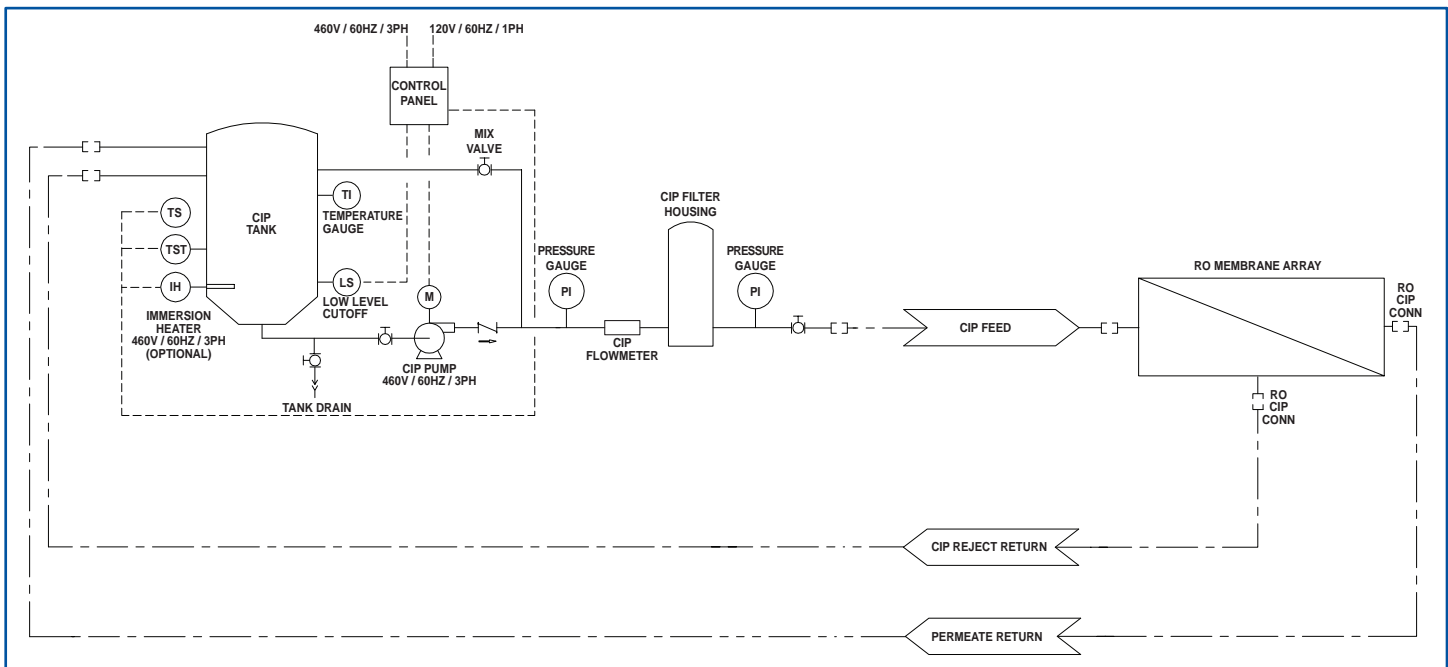 460V / 60HZ / 3PH
120V / 60HZ / 1PH
CONTROL
PANEL
MIX
VALVE
TI
TEMPERATURE
GAUGE
CIP
TANK
TS
TST
IH
IMMERSION
HEATER
460V / 60HZ / 3PH
(OPTIONAL)
LS
LOW LEVEL
CUTOFF
M
CIP PUMP
460V / 60HZ / 3PH
TANK DRAIN
PRESSURE
GAUGE
PI
CIP
FLOWMETER
CIP FILTER
HOUSING
PRESSURE
GAUGE
PI
CIP FEED
RO MEMBRANE ARRAY
RO
CIP
CONN
RO
CIP
CONN
CIP REJECT RETURN
PERMEATE RETURN